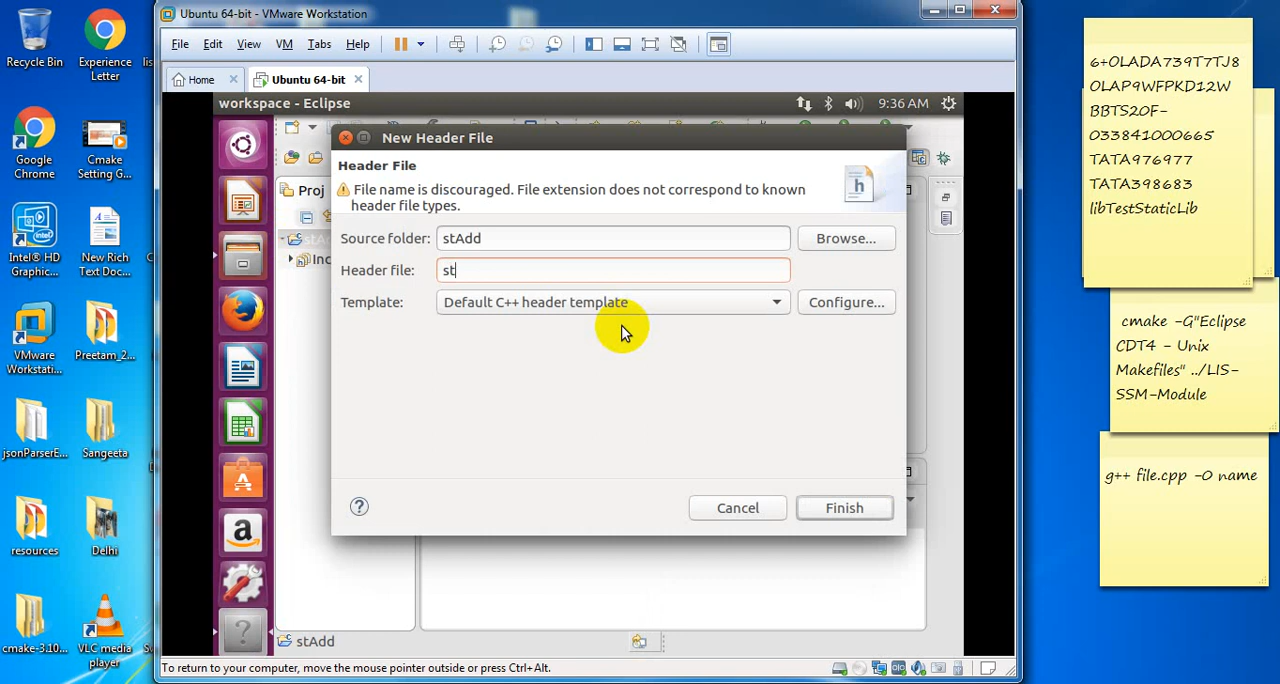 Ubuntu 64-bit - VMware Workstation
File Edit View VM Tabs Help
Home
Ubuntu 64-bit
workspace - Eclipse
9:36 AM
New Header File
Header File
File name is discouraged. File extension does not correspond to known
header file types.
Source folder: stAdd
Browse...
Header file: st
Template: Default C++ header template
Configure...
Cancel
Finish
Proj
Inc
stAdd
To return to your computer, move the mouse pointer outside or press Ctrl+Alt.
Recycle Bin
Experience
Letter
Google
Chrome
Cmake
Setting G...
Intel® HD
Graphic...
New Rich
Text Doc...
VMware
Workstati...
Preetam_2...
jsonParserE...
Sangeeta
resources
Delhi
cmake-3.10...
VLC media
player
6+0LADA739T7TJ8
0LAP9WFPKD12W
BBTS20F-
033841000665
TATA976977
TATA398683
libTestStaticLib
cmake -G"Eclipse
CDT4 - Unix
Makefiles" ../LIS-
SSM-Module
g++ file.cpp -O name